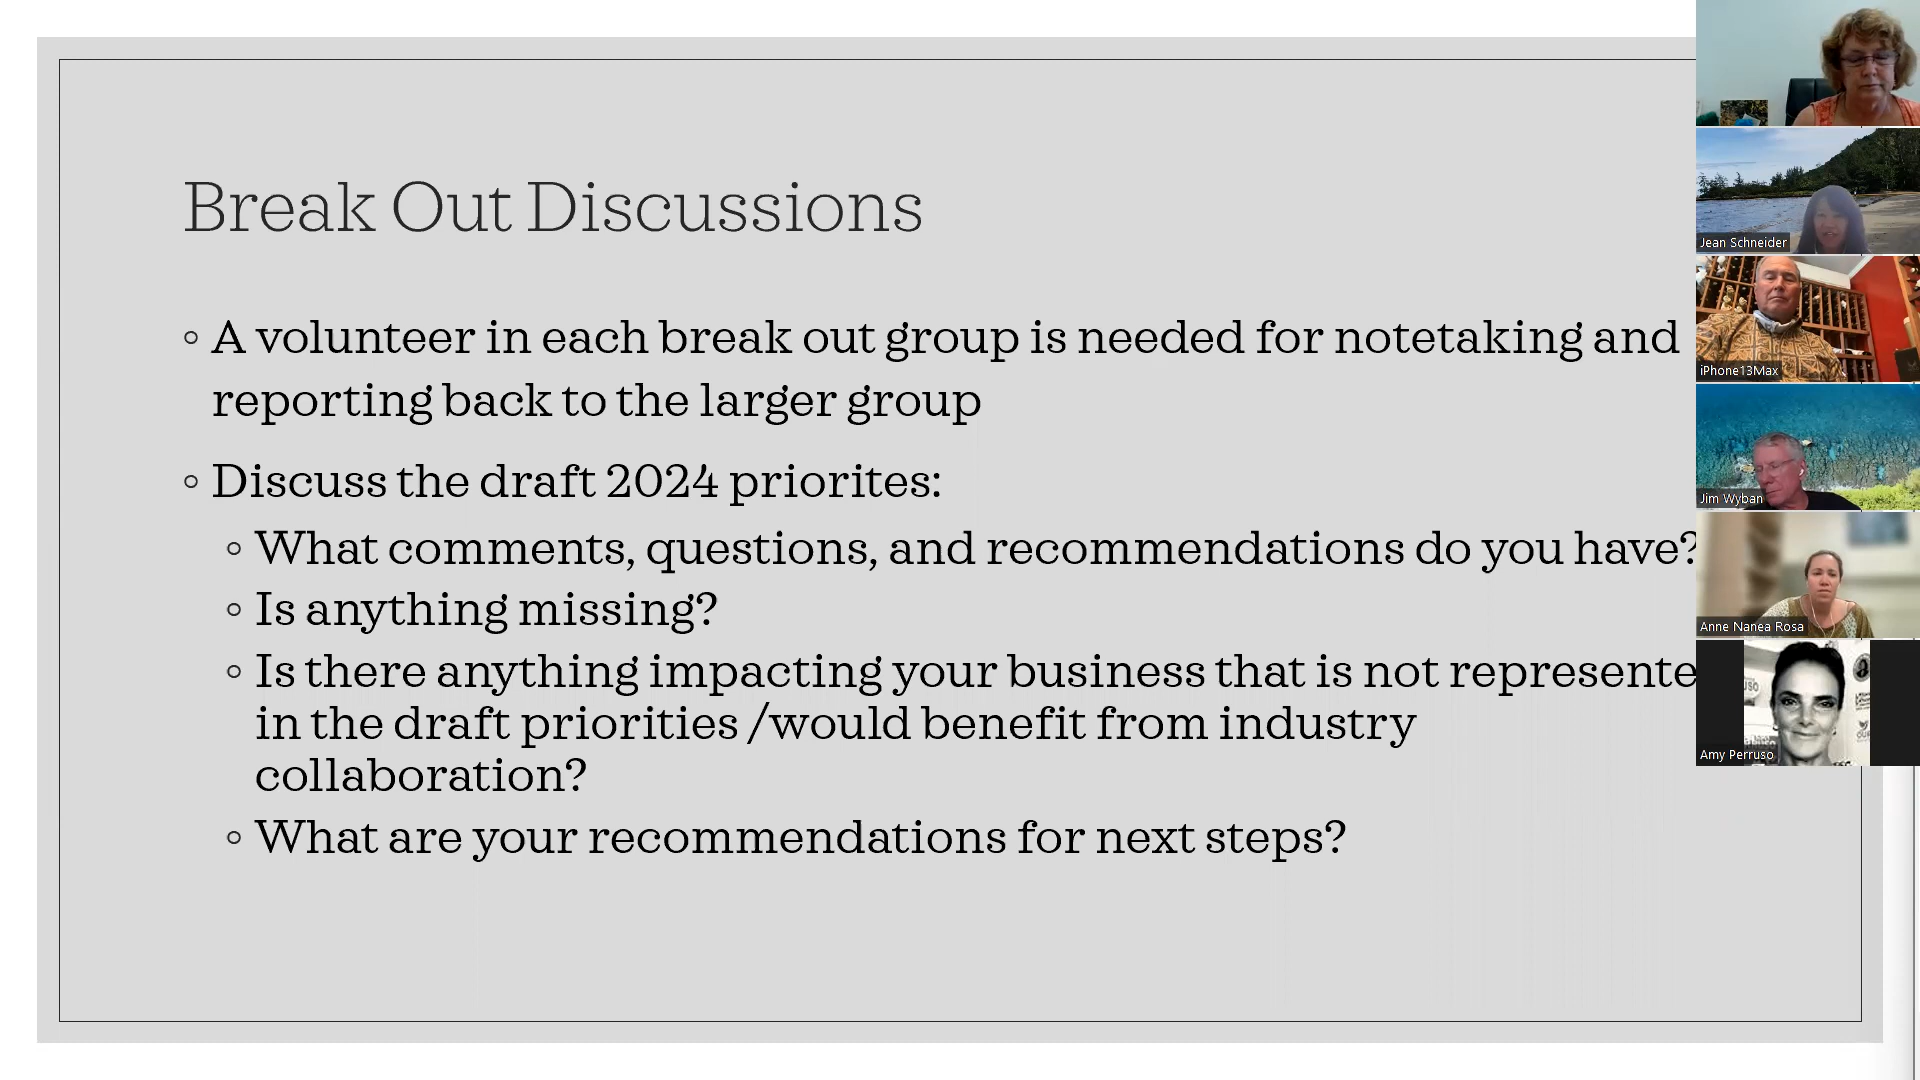 Break Out Discussions
◦ A volunteer in each break out group is needed for notetaking and
reporting back to the larger group
◦ Discuss the draft 2024 priorites:
◦ What comments, questions, and recommendations do you have?
◦ Is anything missing?
◦ Is there anything impacting your business that is not represente
in the draft priorities /would benefit from industry
collaboration?
◦ What are your recommendations for next steps?
Jean Schneider
iPhone13Max
Jim Wyban
Anne Nanea Rosa
Amy Perruso